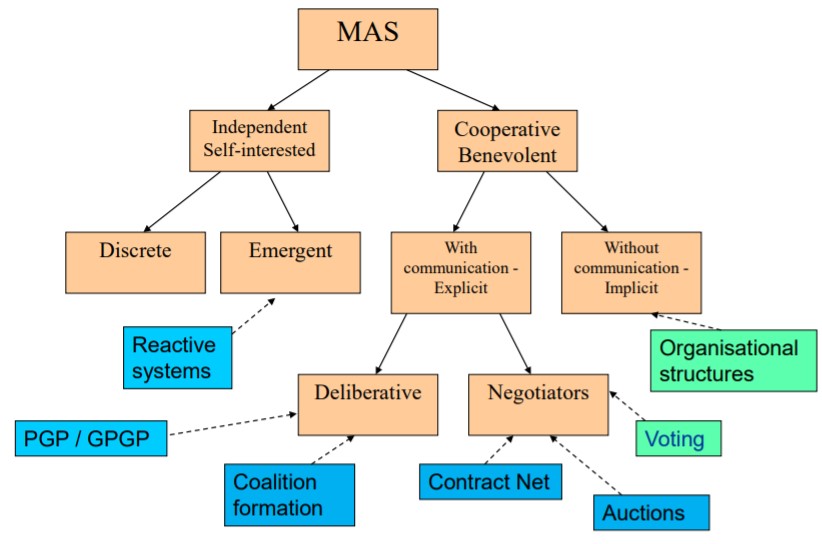 MAS
Independent
Self-interested
Cooperative
Benevolent
Discrete
Emergent
With
communication -
Explicit
Without
communication -
Implicit
Reactive
systems
Organisational
structures
Deliberative
Negotiators
PGP / GPGP
Voting
Coalition
formation
Contract Net
Auctions